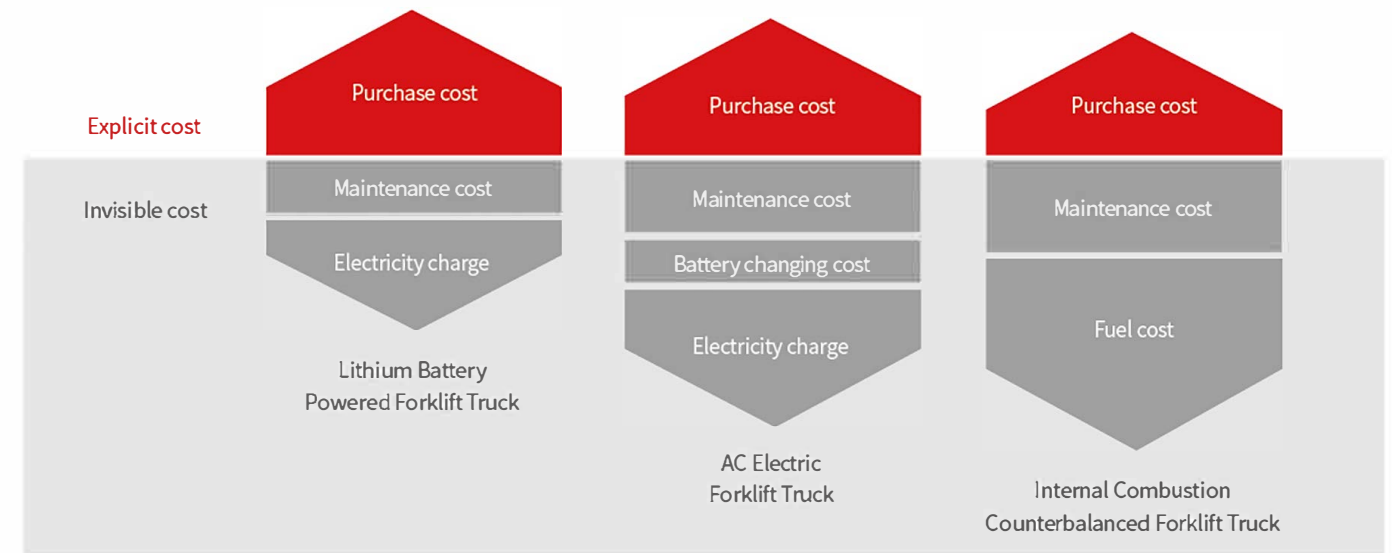 Explicit cost
Invisible cost
Purchase cost
Maintenance cost
Electricity charge
Lithium Battery
Powered Forklift Truck
Purchase cost
Maintenance cost
Battery changing cost
Electricity charge
AC Electric
Forklift Truck
Purchase cost
Maintenance cost
Fuel cost
Internal Combustion
Counterbalanced Forklift Truck